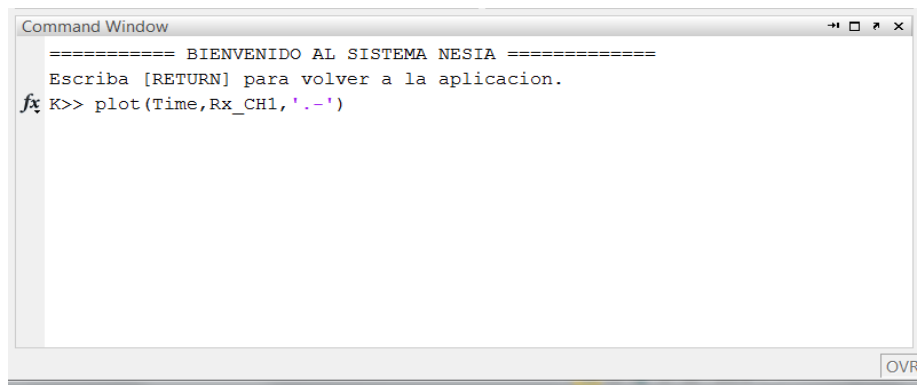 Command Window
=========== BIENVENIDO AL SISTEMA NESIA =============
Escriba [RETURN] para volver a la aplicacion.
fx K>> plot(Time,Rx_CH1,'.-')
OVR